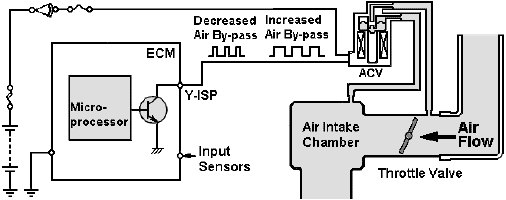 Decreased
Air By-pass
Increased
Air By-pass
ECM
ACV
Y-ISP
Micro-
processor
Air Intake
Chamber
Air
Flow
Input
Sensors
Throttle Valve